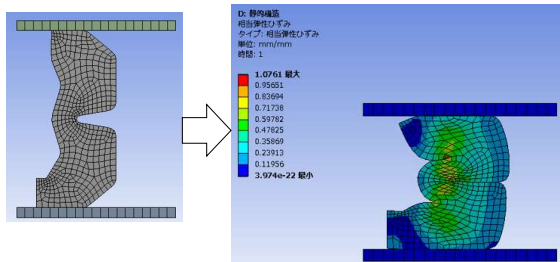 D: 静的構造
相当弾性ひずみ
タイプ: 相当弾性ひずみ
単位: mm/mm
時間: 1
1.0761 最大
0.95651
0.83694
0.71738
0.59782
0.47825
0.35869
0.23913
0.11956
3.974e-22 最小